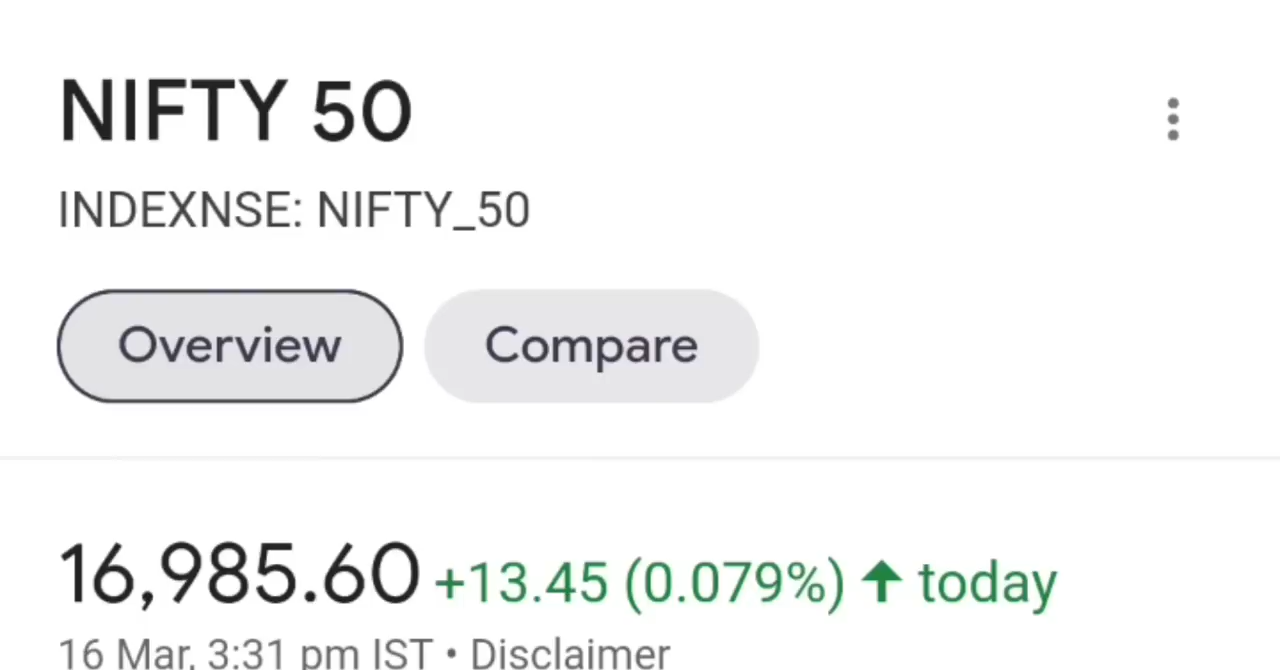 NIFTY 50
INDEXNSE: NIFTY_50
Overview Compare
16,985.60 +13.45 (0.079%) ↑ today
16 Mar, 3:31 pm IST • Disclaimer